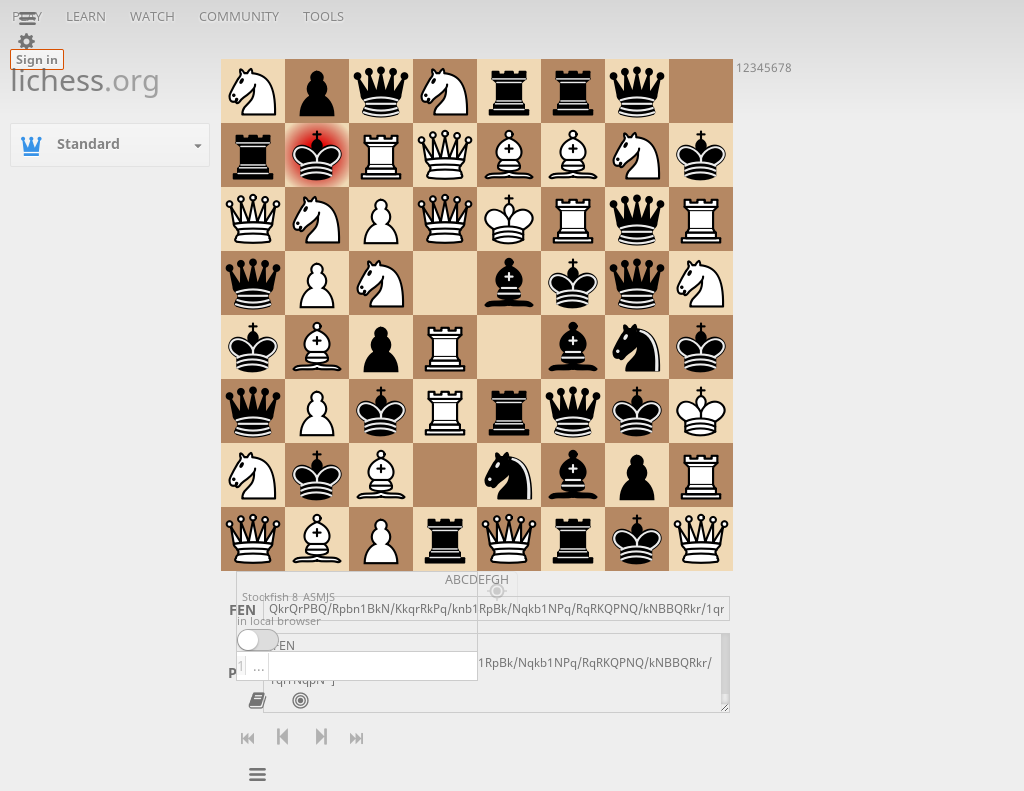 PLAY LEARN WATCH COMMUNITY TOOLS
Sign in
lichess.org
Standard
12345678
ABCDEFGH
Stockfish 8 ASMJS
FEN QkrQrPBQ/Rpbn1BkN/KkqrRkPq/knb1RpBk/Nqkb1NPq/RqRKQPNQ/kNBBQRkr/1qr
in local browser
FEN
1 ...
1RpBk/Nqkb1NPq/RqRKQPNQ/kNBBQRkr/